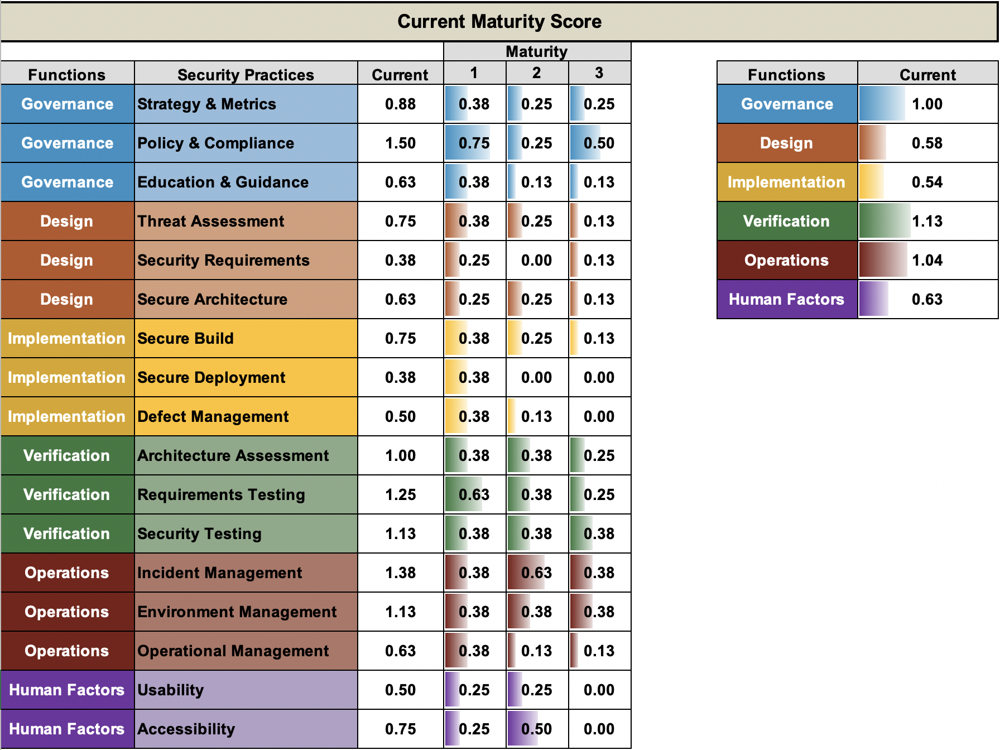 Current Maturity Score
Maturity
Functions Security Practices Current 1 2 3
Governance Strategy & Metrics 0.88 0.38 0.25 0.25
Governance Policy & Compliance 1.50 0.75 0.25 0.50
Governance Education & Guidance 0.63 0.38 0.13 0.13
Design Threat Assessment 0.75 0.38 0.25 0.13
Design Security Requirements 0.38 0.25 0.00 0.13
Design Secure Architecture 0.63 0.25 0.25 0.13
Implementation Secure Build 0.75 0.38 0.25 0.13
Implementation Secure Deployment 0.38 0.38 0.00 0.00
Implementation Defect Management 0.50 0.38 0.13 0.00
Verification Architecture Assessment 1.00 0.38 0.38 0.25
Verification Requirements Testing 1.25 0.63 0.38 0.25
Verification Security Testing 1.13 0.38 0.38 0.38
Operations Incident Management 1.38 0.38 0.63 0.38
Operations Environment Management 1.13 0.38 0.38 0.38
Operations Operational Management 0.63 0.38 0.13 0.13
Human Factors Usability 0.50 0.25 0.25 0.00
Human Factors Accessibility 0.75 0.25 0.50 0.00
Functions Current
Governance 1.00
Design 0.58
Implementation 0.54
Verification 1.13
Operations 1.04
Human Factors 0.63